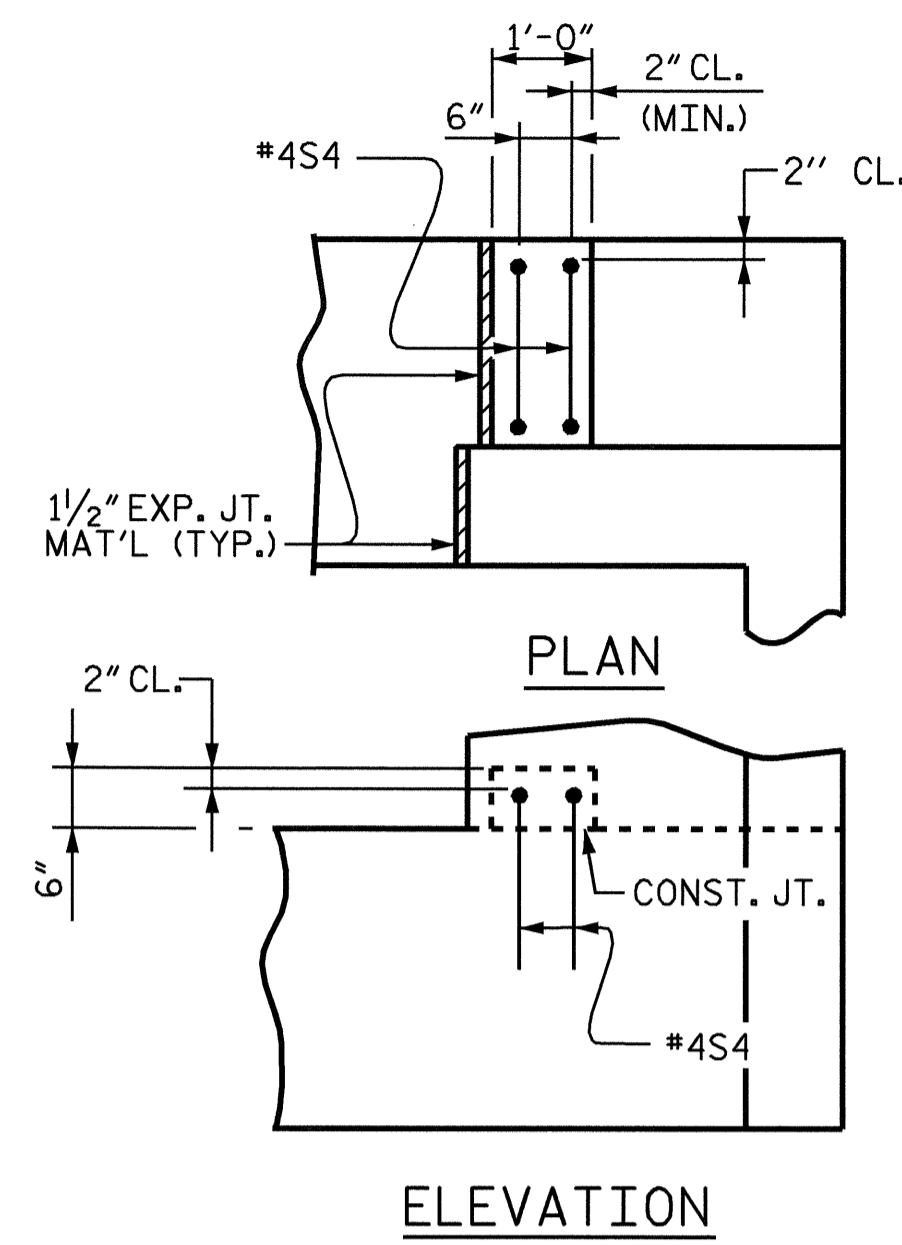 1'-0"
2" CL.
(MIN.)
6"
#4S4
2" CL.
1½" EXP. JT.
MAT'L (TYP.)
PLAN
2" CL.
6"
CONST. JT.
#4S4
ELEVATION